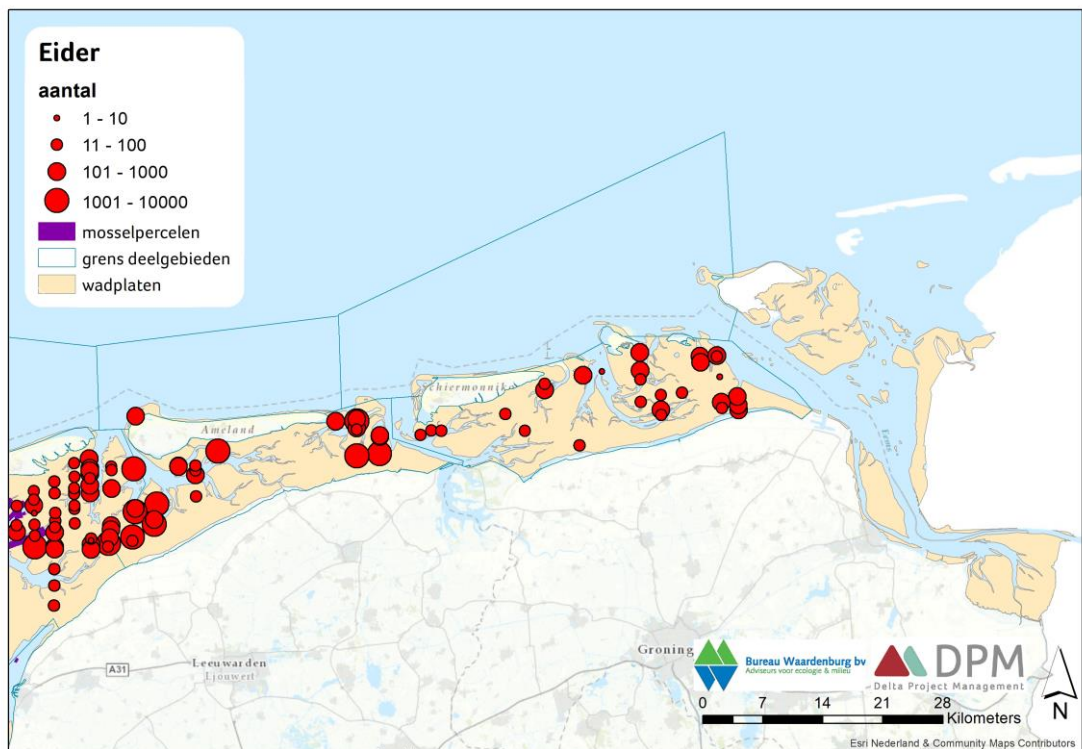 Eider
aantal
1 - 10
11 - 100
101 - 1000
1001 - 10000
mosselpercelen
grens deelgebieden
wadplaten
Schiermonnik
Ameland
Eems
A31
Leeuwarden
Ljouwert
Groning
Bureau Waardenburg bv
Adviseurs voor ecologie & milieu
DPM
Delta Project Management
0 7 14 21 28
Kilometers
N
Esri Nederland & Community Maps Contributors